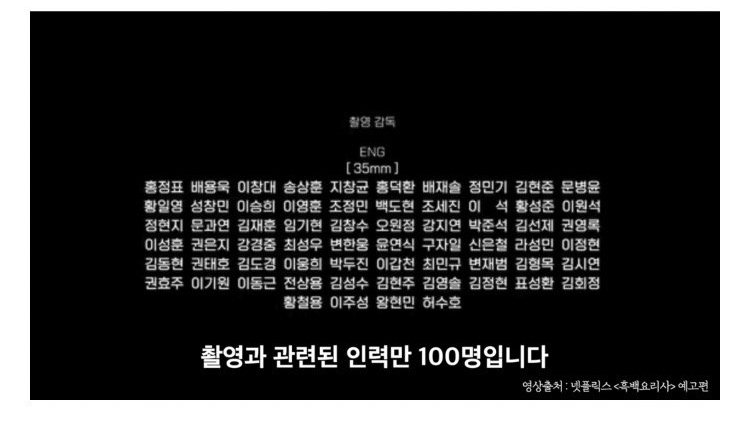 촬영 감독
ENG
[ 35mm ]
홍정표 배용욱 이창대 송상훈 지창균 홍덕환 배재솔 정민기 김현준 문병윤
황일영 성창민 이승희 이영훈 조정민 백도현 조세진 이 석 황성준 이원석
정현지 문과연 김재훈 임기현 김창수 오원정 강지연 박준석 김선제 권영록
이성훈 권은지 강경중 최성우 변한웅 윤연식 구자일 신은철 라성민 이정현
김동현 권태호 김도경 이웅희 박두진 이갑천 최민규 변재범 김형목 김시연
권효주 이기원 이동근 전상용 김성수 김현주 김영솔 김정현 표성환 김회정
황철용 이주성 왕현민 허수호
촬영과 관련된 인력만 100명입니다
영상출처 : 넷플릭스 <흑백요리사> 예고편